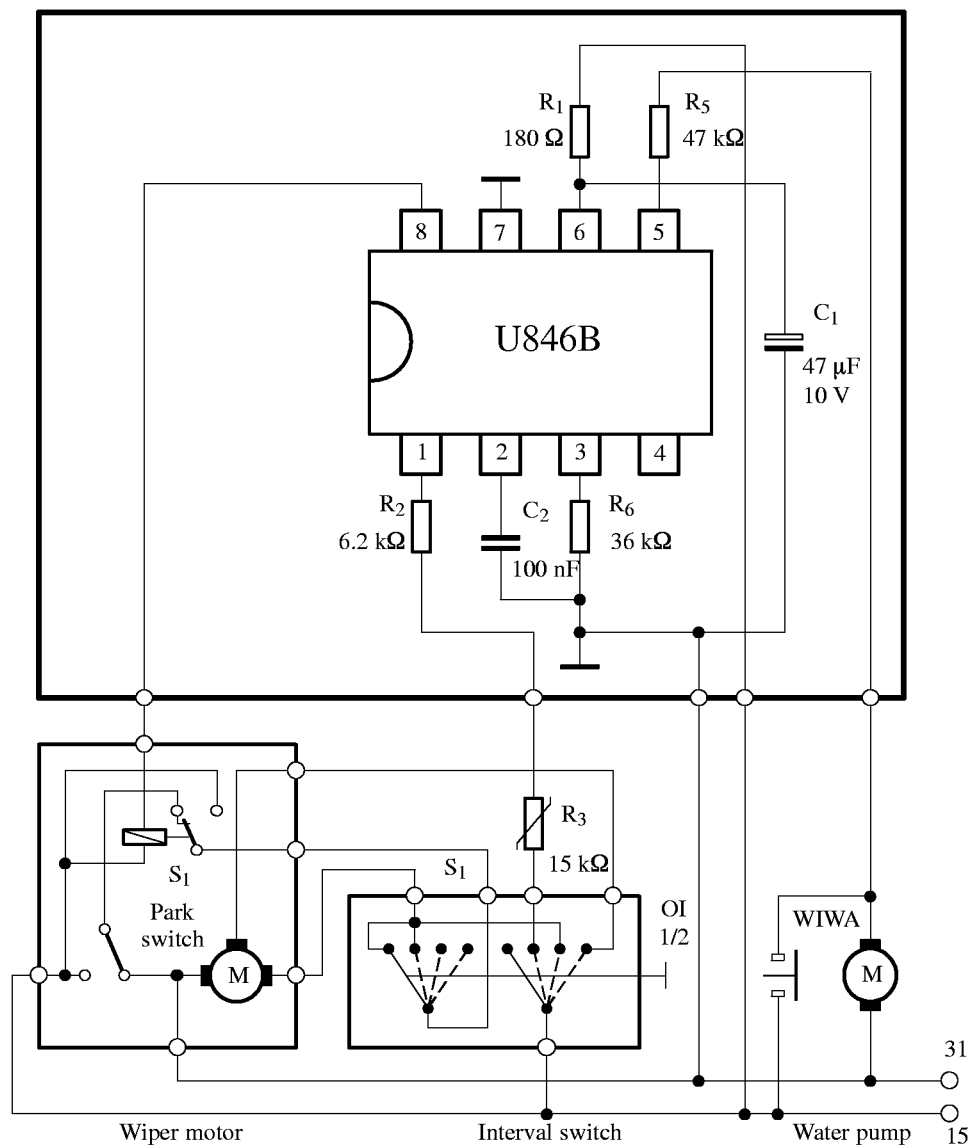 R1
180 Ω
R5
47 kΩ
8
7
6
5
U846B
C1
47 μF
10 V
1
2
3
4
R2
6.2 kΩ
C2
100 nF
R6
36 kΩ
S1
Park
switch
M
R3
15 kΩ
S1
OI
1/2
WIWA
M
31
15
Wiper motor
Interval switch
Water pump